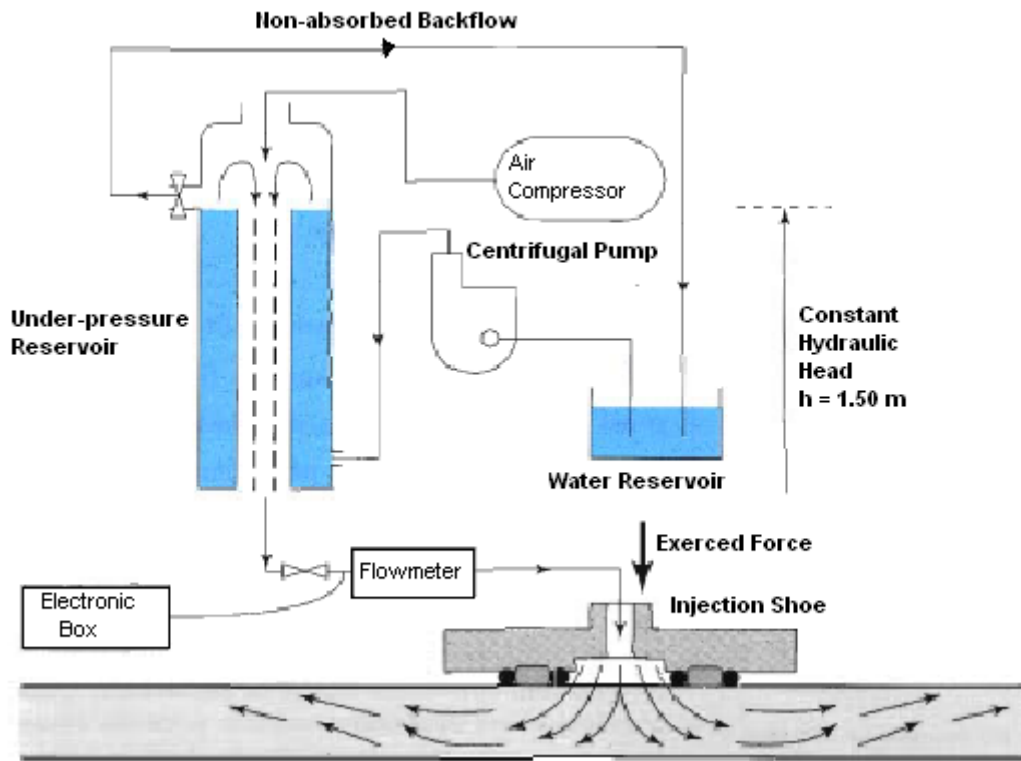 Non-absorbed Backflow
Air
Compressor
Centrifugal Pump
Under-pressure
Reservoir
Constant
Hydraulic
Head
h = 1.50 m
Water Reservoir
Exerced Force
Flowmeter
Injection Shoe
Electronic
Box